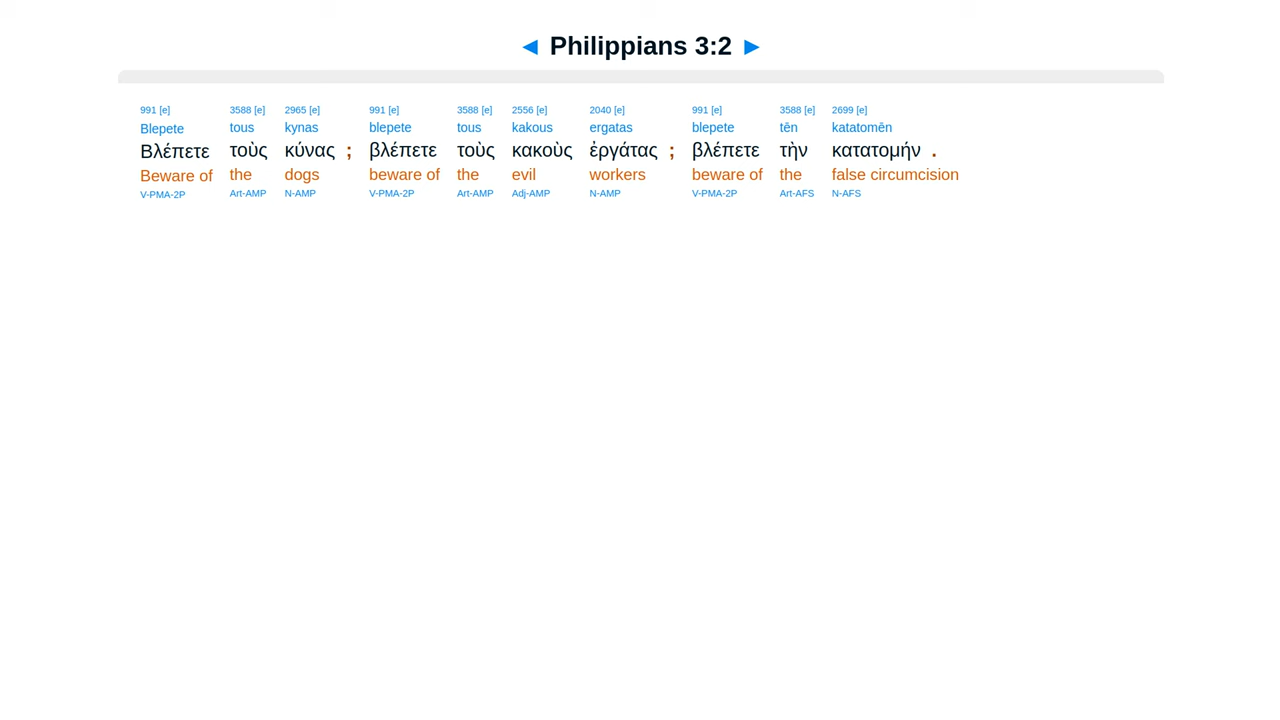 ◄ Philippians 3:2 ►
991 [e] 3588 [e] 2965 [e] 991 [e] 3588 [e] 2556 [e] 2040 [e] 991 [e] 3588 [e] 2699 [e]
Blepete tous kynas blepete tous kakous ergatas blepete tēn katatomēn
Βλέπετε τοὺς κύνας ; βλέπετε τοὺς κακοὺς ἐργάτας ; βλέπετε τὴν κατατομήν .
Beware of the dogs beware of the evil workers beware of the false circumcision
V-PMA-2P Art-AMP N-AMP V-PMA-2P Art-AMP Adj-AMP N-AMP V-PMA-2P Art-AFS N-AFS